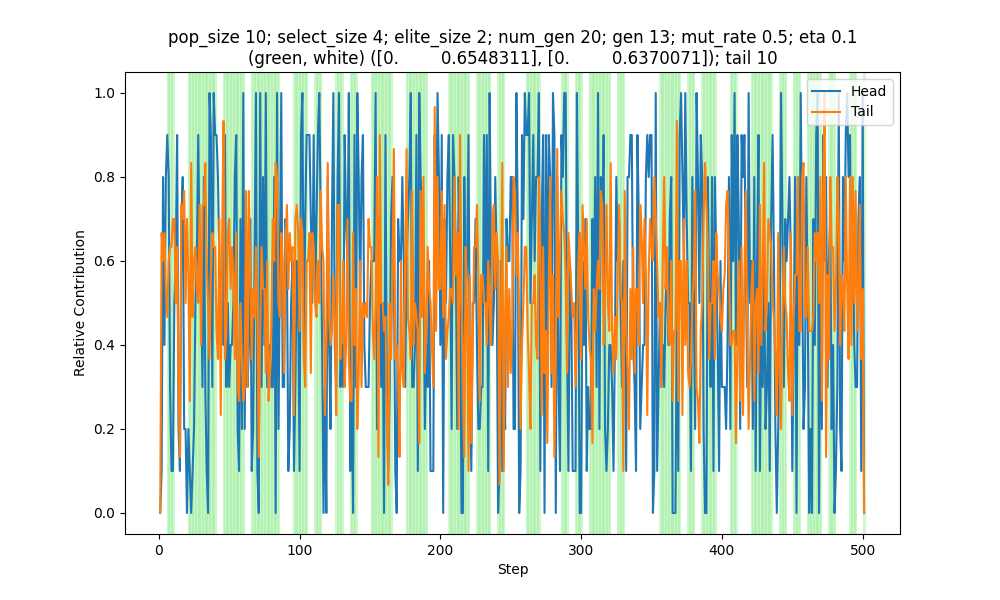 pop_size 10; select_size 4; elite_size 2; num_gen 20; gen 13; mut_rate 0.5; eta 0.1
(green, white) ([0. 0.6548311], [0. 0.6370071]); tail 10
Head
Tail
Relative Contribution
1.0
0.8
0.6
0.4
0.2
0.0
0 100 200 300 400 500
Step